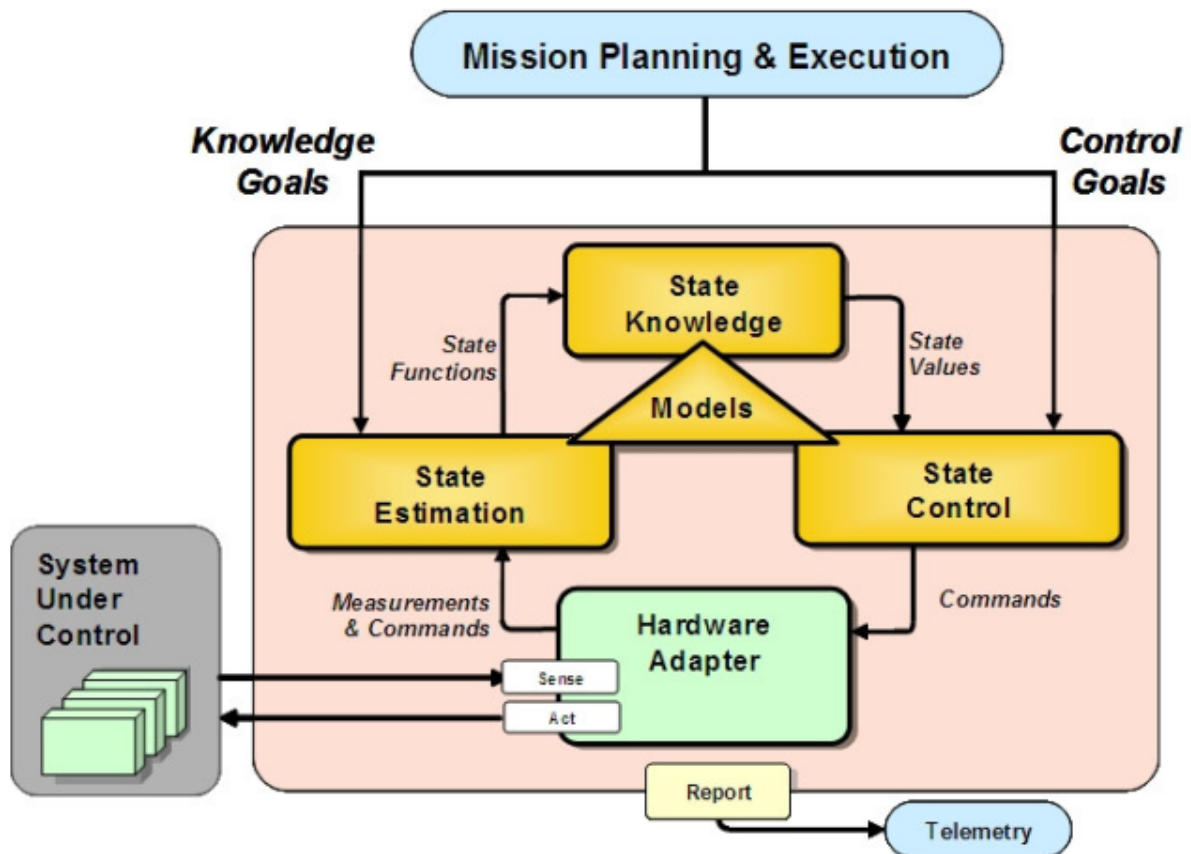 Mission Planning & Execution
Knowledge
Goals
Control
Goals
State
Knowledge
State
Functions
State
Values
Models
State
Estimation
State
Control
System
Under
Control
Measurements
& Commands
Hardware
Adapter
Commands
Sense
Act
Report
Telemetry